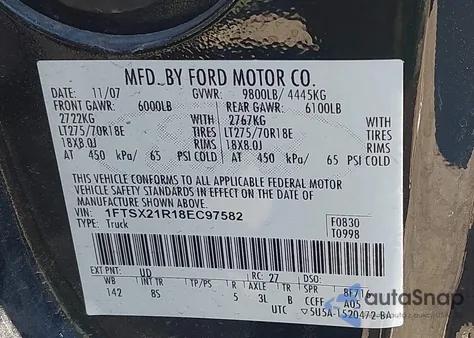 MFD. BY FORD MOTOR CO.
DATE: 11/07 GVWR: 9800LB/ 4445KG
FRONT GAWR: 6000LB REAR GAWR: 6100LB
2722KG WITH 2767KG WITH
LT275/70R18E TIRES LT275/70R18E TIRES
18X8.0J RIMS 18X8.0J RIMS
AT 450 kPa/ 65 PSI COLD AT 450 kPa/ 65 PSI COLD
THIS VEHICLE CONFORMS TO ALL APPLICABLE FEDERAL MOTOR
VEHICLE SAFETY STANDARDS IN EFFECT ON THE DATE OF
MANUFACTURE SHOWN ABOVE.
VIN: 1FTSX21R18EC97582 F0830
TYPE: Truck T0998
EXT PNT: UD RC: 27 DSO:
WB INT TR TP/PS R AXLE TR SPR 8F716
142 8S 5 3L B CCFF A05
UTC 5U5A-1520472-BA
autoSnap